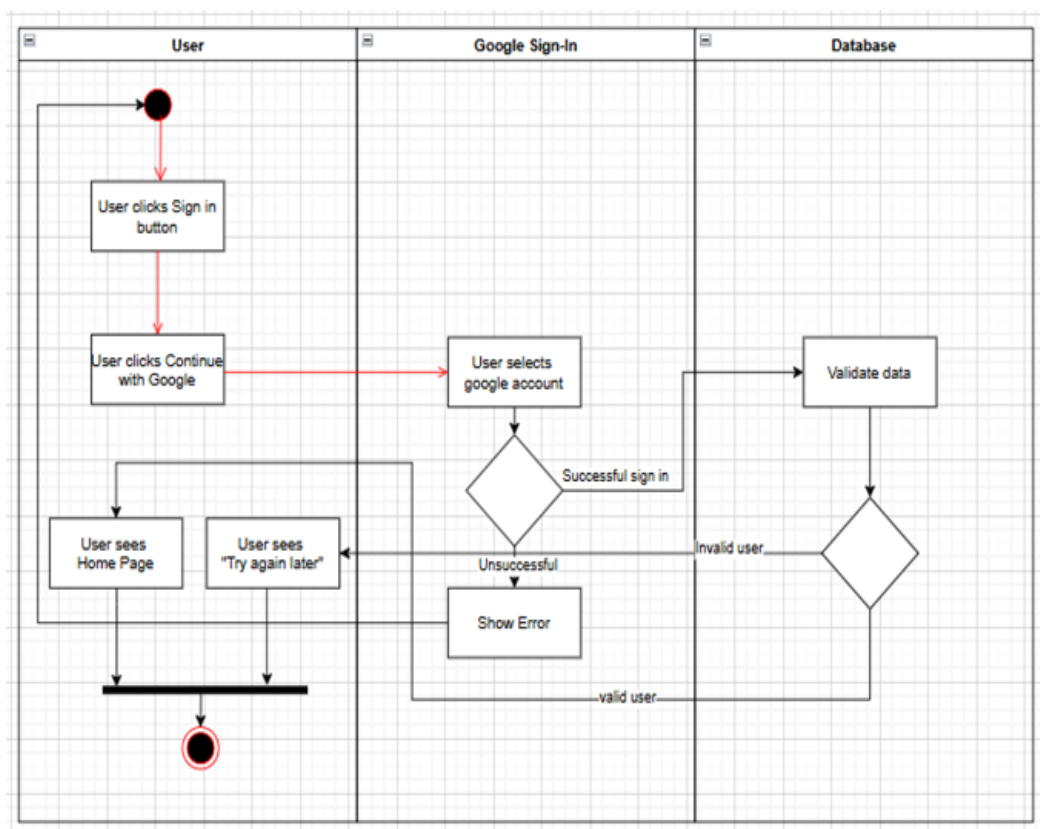 User
Google Sign-In
Database
User clicks Sign in
button
User clicks Continue
with Google
User selects
google account
Validate data
Successful sign in
User sees
Home Page
User sees
"Try again later"
Invalid user
Unsuccessful
Show Error
valid user